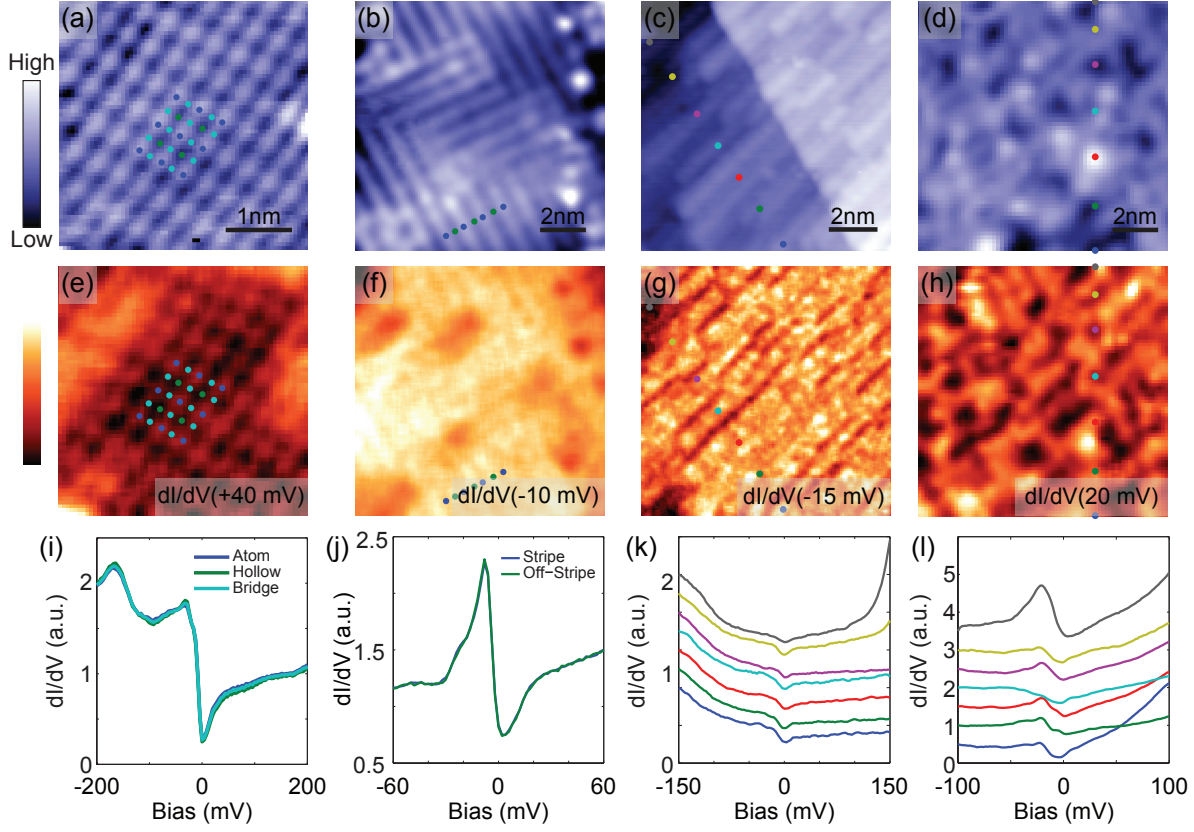 (a) (b) (c) (d)
High
Low
1nm 2nm 2nm 2nm
(e) (f) (g) (h)
dI/dV(+40 mV) dI/dV(-10 mV) dI/dV(-15 mV) dI/dV(20 mV)
(i) (j) (k) (l)
Atom
Hollow
Bridge
Stripe
Off-Stripe
dI/dV (a.u.) dI/dV (a.u.) dI/dV (a.u.) dI/dV (a.u.)
2 2.5 2 5
4
1 1.5 1 3
2
1
0 0.5 0 0
-200 0 200 -60 0 60 -150 0 150 -100 0 100
Bias (mV) Bias (mV) Bias (mV) Bias (mV)